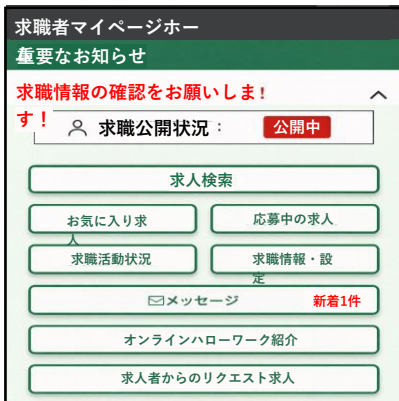 求職者マイページホー
ム
重要なお知らせ
求職情報の確認をお願いしま
す！
求職公開状況： 公開中
求人検索
お気に入り求
人
応募中の求人
求職活動状況
求職情報・設
定
メッセージ 新着1件
オンラインハローワーク紹介
求人者からのリクエスト求人